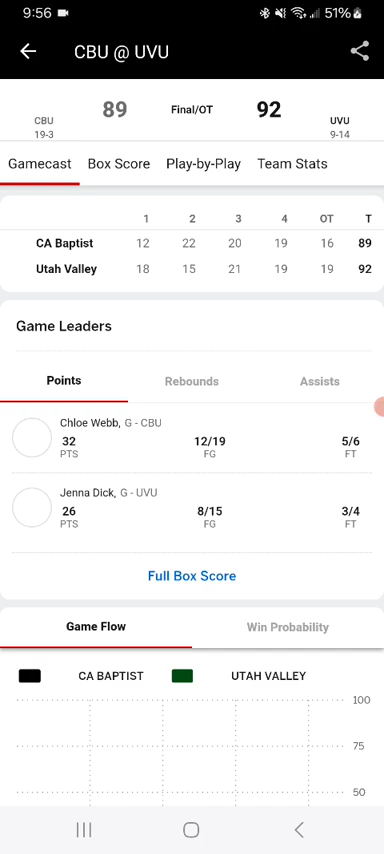 9:56 51%
CBU @ UVU
89 Final/OT 92
CBU UVU
19-3 9-14
Gamecast Box Score Play-by-Play Team Stats
1 2 3 4 OT T
CA Baptist 12 22 20 19 16 89
Utah Valley 18 15 21 19 19 92
Game Leaders
Points Rebounds Assists
Chloe Webb, G - CBU
32 12/19 5/6
PTS FG FT
Jenna Dick, G - UVU
26 8/15 3/4
PTS FG FT
Full Box Score
Game Flow Win Probability
CA BAPTIST UTAH VALLEY
100
75
50